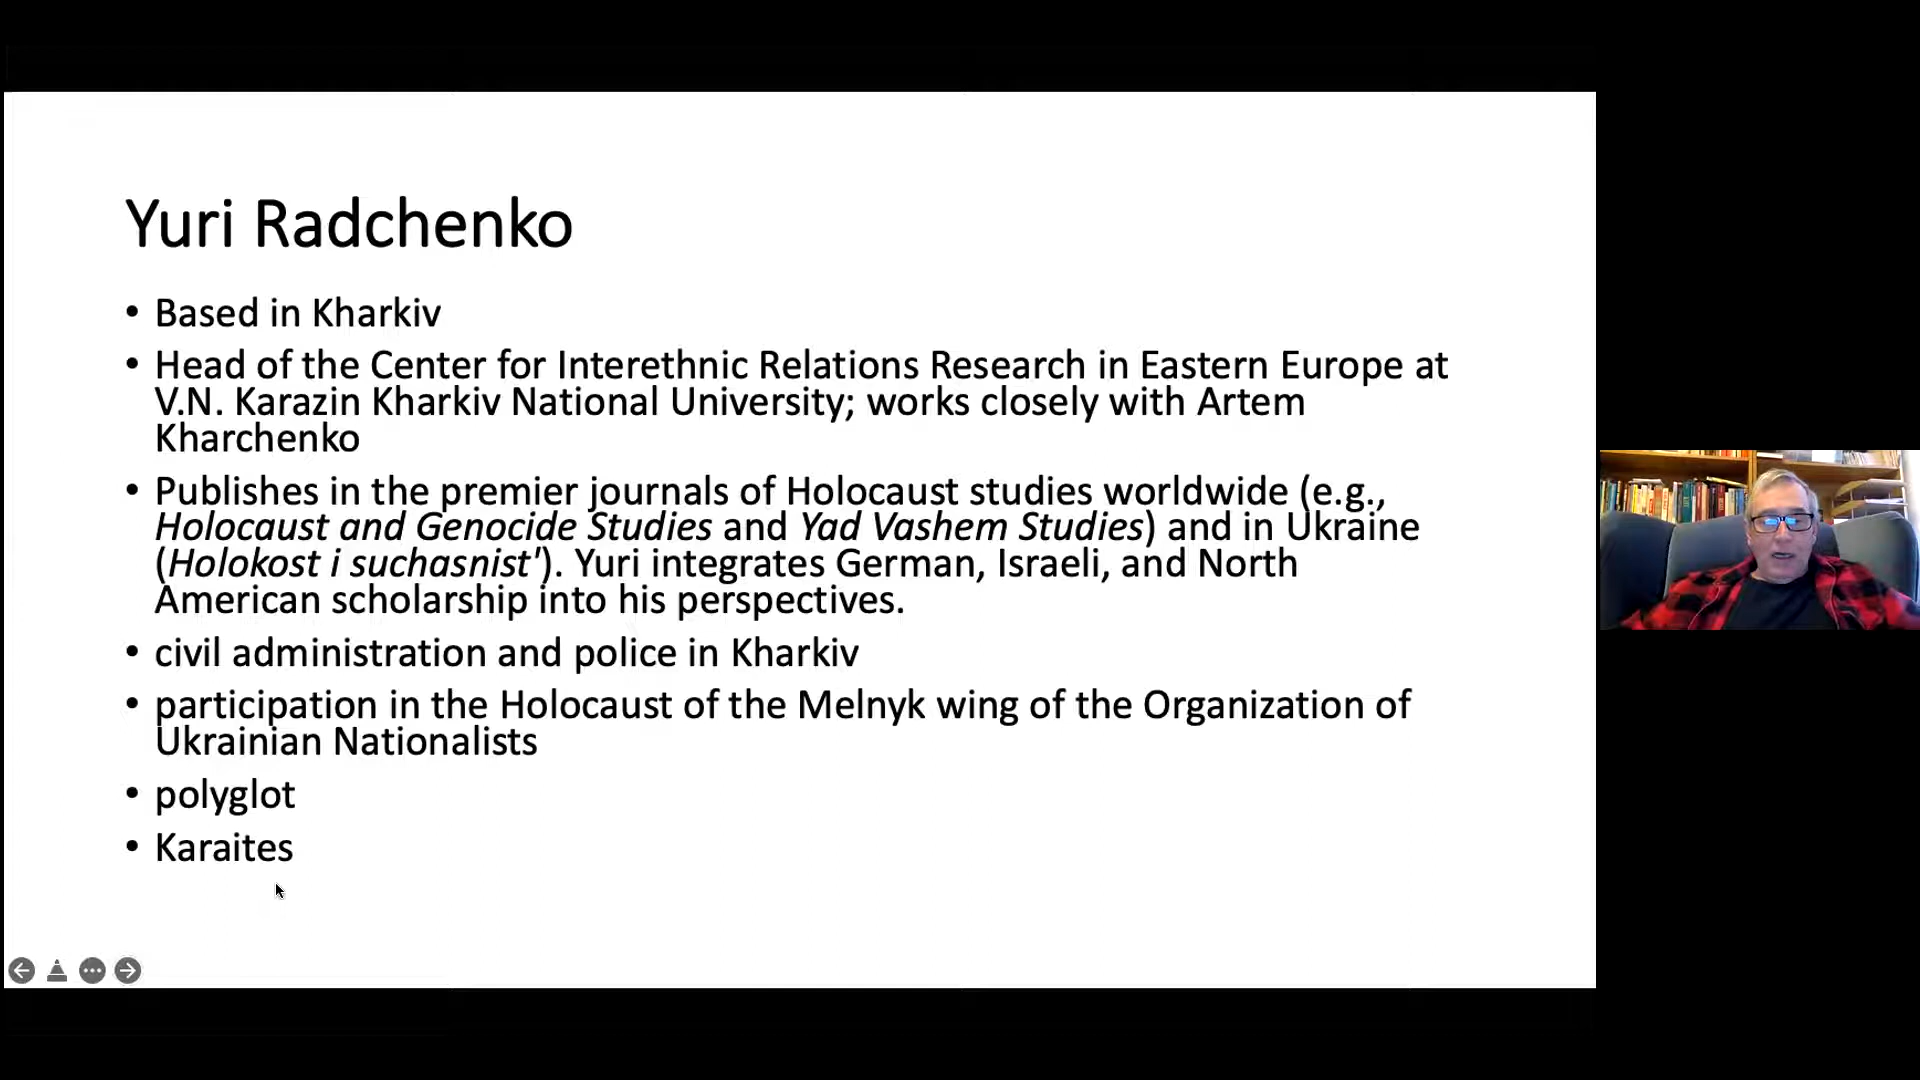 Yuri Radchenko
• Based in Kharkiv
• Head of the Center for Interethnic Relations Research in Eastern Europe at
V.N. Karazin Kharkiv National University; works closely with Artem
Kharchenko
• Publishes in the premier journals of Holocaust studies worldwide (e.g.,
Holocaust and Genocide Studies and Yad Vashem Studies) and in Ukraine
(Holokost i suchasnist'). Yuri integrates German, Israeli, and North
American scholarship into his perspectives.
• civil administration and police in Kharkiv
• participation in the Holocaust of the Melnyk wing of the Organization of
Ukrainian Nationalists
• polyglot
• Karaites